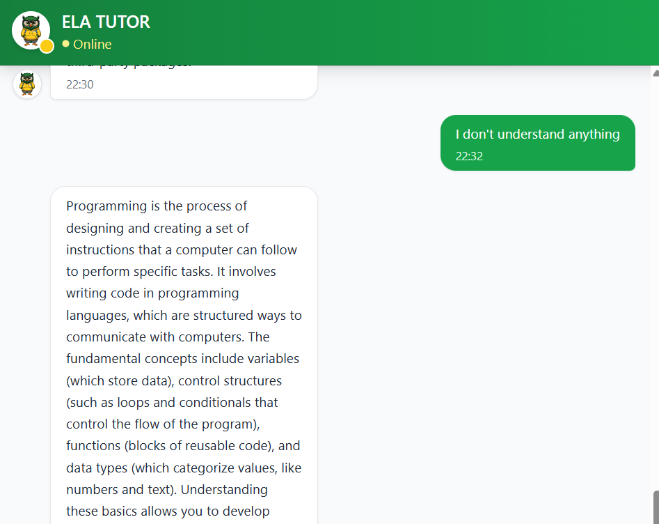 ELA TUTOR
Online
third-party packages.
22:30
I don't understand anything
22:32
Programming is the process of
designing and creating a set of
instructions that a computer can follow
to perform specific tasks. It involves
writing code in programming
languages, which are structured ways to
communicate with computers. The
fundamental concepts include variables
(which store data), control structures
(such as loops and conditionals that
control the flow of the program),
functions (blocks of reusable code), and
data types (which categorize values, like
numbers and text). Understanding
these basics allows you to develop